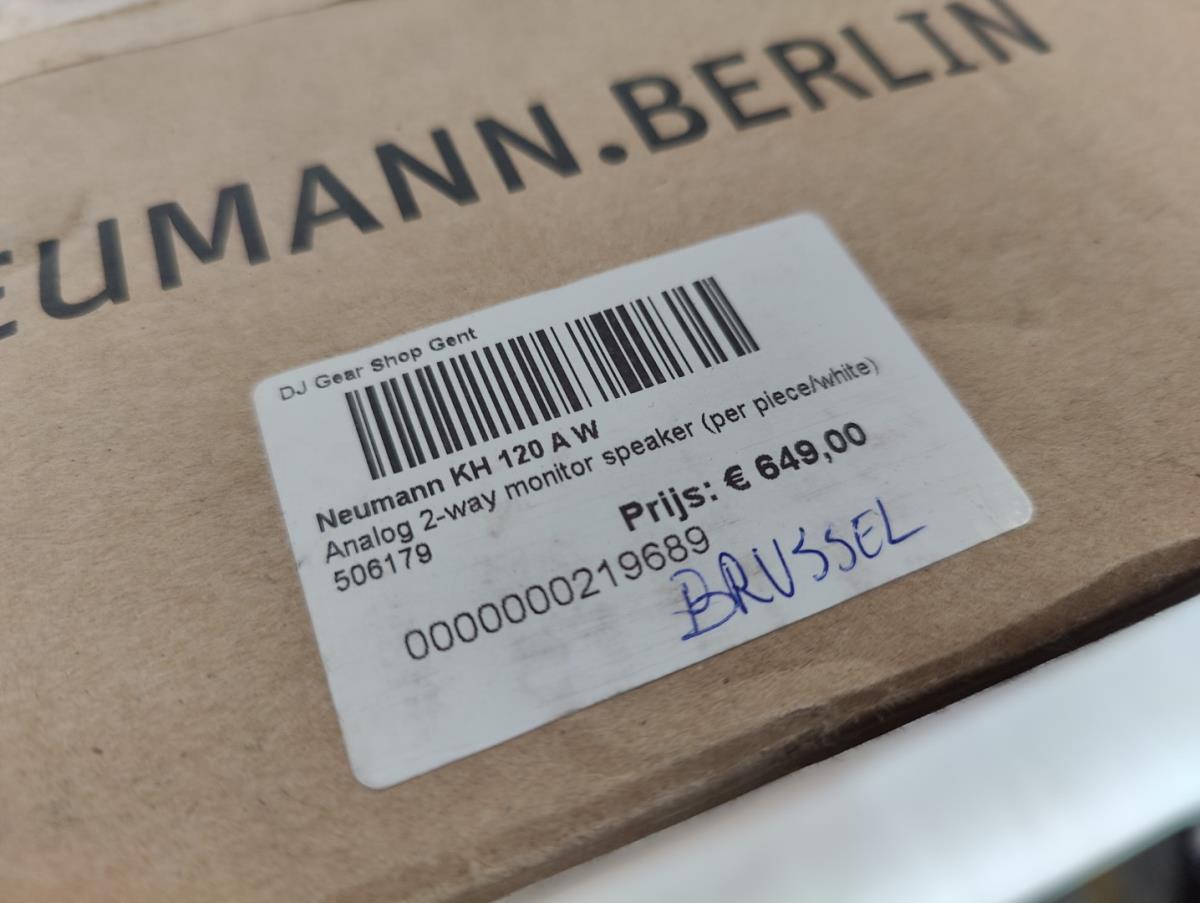 EUMANN.BERLIN
DJ Gear Shop Gent
Neumann KH 120 A W
Analog 2-way monitor speaker (per piece/white)
506179
Prijs: € 649,00
0000000219689
BRUSSEL